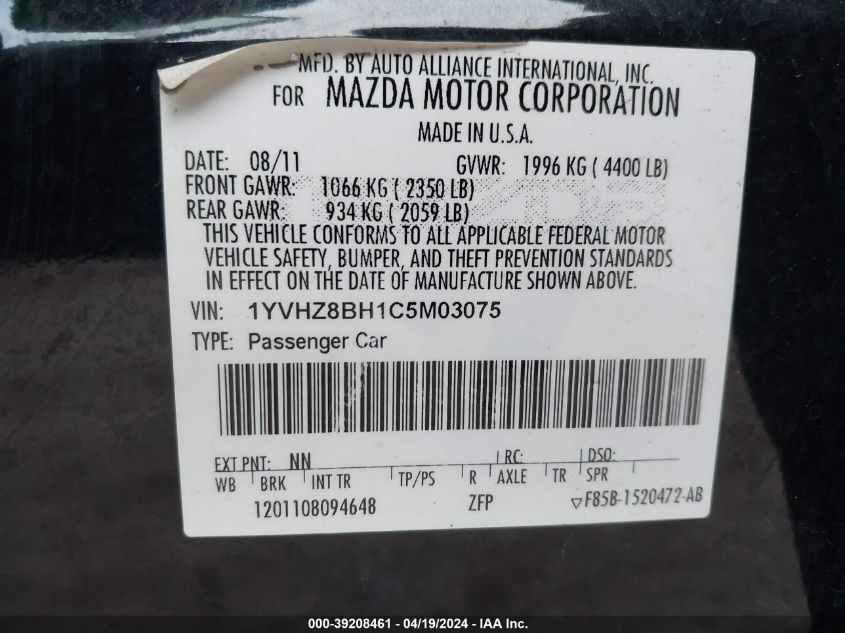 MFD. BY AUTO ALLIANCE INTERNATIONAL, INC.
FOR MAZDA MOTOR CORPORATION
MADE IN U.S.A.
DATE: 08/11 GVWR: 1996 KG ( 4400 LB)
FRONT GAWR: 1066 KG ( 2350 LB)
REAR GAWR: 934 KG ( 2059 LB)
THIS VEHICLE CONFORMS TO ALL APPLICABLE FEDERAL MOTOR
VEHICLE SAFETY, BUMPER, AND THEFT PREVENTION STANDARDS
IN EFFECT ON THE DATE OF MANUFACTURE SHOWN ABOVE.
VIN: 1YVHZ8BH1C5M03075
TYPE: Passenger Car
EXT PNT: NN RC: DSO:
WB BRK INT TR TP/PS R AXLE TR SPR
1201108094648 ZFP ▽F85B-1520472-AB
000-39208461 - 04/19/2024 - IAA Inc.